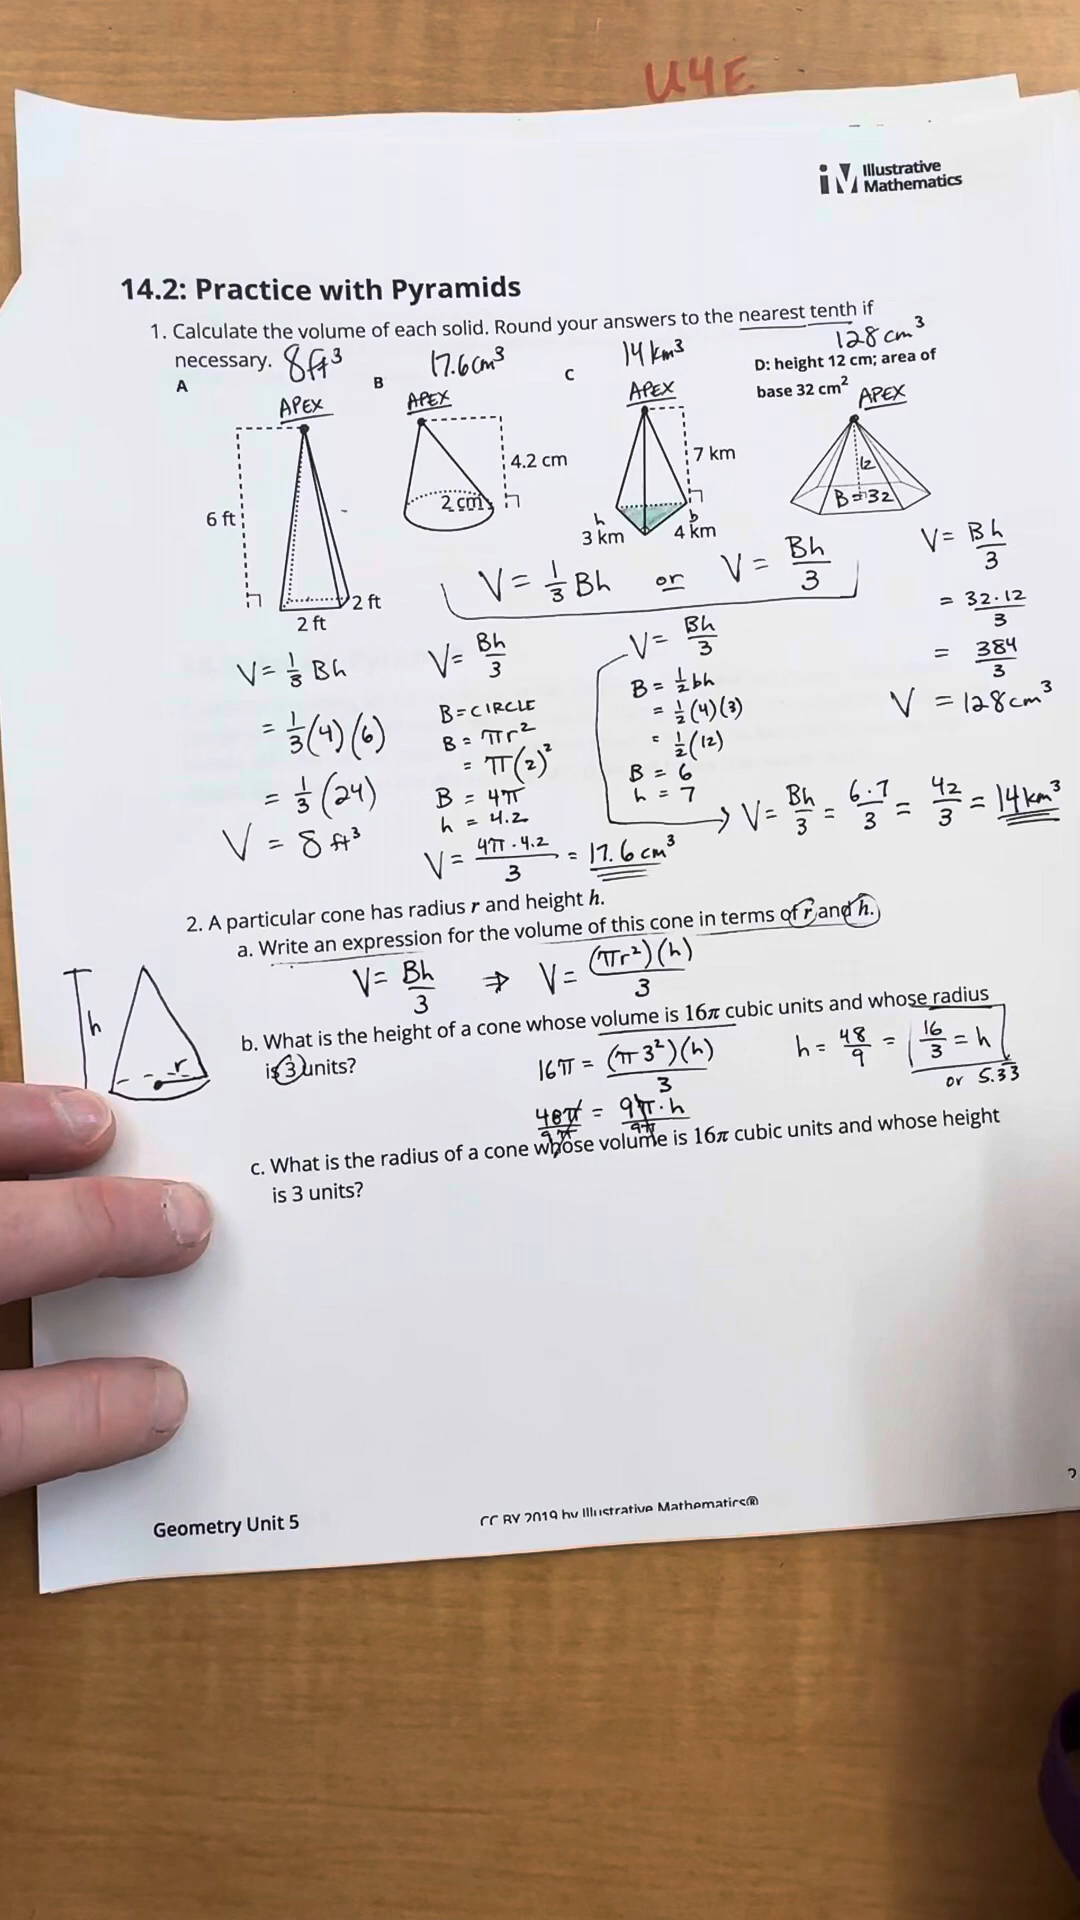 U4E
Illustrative
Mathematics
14.2: Practice with Pyramids
1. Calculate the volume of each solid. Round your answers to the nearest tenth if
necessary. 8ft³ 17.6cm³ 14 km³ 128 cm³
A
B
C
D: height 12 cm; area of
base 32 cm²
APEX
APEX
APEX
APEX
6 ft
2 ft
2 ft
4.2 cm
2 cm
7 km
h
3 km
b
4 km
12
B=32
V = 1/3 Bh or V = Bh/3
V = 1/3 Bh
= 1/3(4)(6)
= 1/3(24)
V = 8 ft³
V = Bh/3
B=CIRCLE
B = πr²
= π(2)²
B = 4π
h = 4.2
V = 4π · 4.2/3 = 17.6 cm³
V = Bh/3
B = 1/2 bh
= 1/2(4)(3)
= 1/2(12)
B = 6
h = 7
V = Bh/3 = 6·7/3 = 42/3 = 14 km³
V = Bh/3
= 32·12/3
= 384/3
V = 128cm³
2. A particular cone has radius r and height h.
a. Write an expression for the volume of this cone in terms of r and h.
V = Bh/3 ⇒ V = (πr²)(h)/3
h
r
b. What is the height of a cone whose volume is 16π cubic units and whose radius
is 3 units?
16π = (π3²)(h)/3
48π/9π = 9π·h/9π
h = 48/9 = 16/3 = h
or 5.33
c. What is the radius of a cone whose volume is 16π cubic units and whose height
is 3 units?
Geometry Unit 5
CC BY 2019 by Illustrative Mathematics®
2